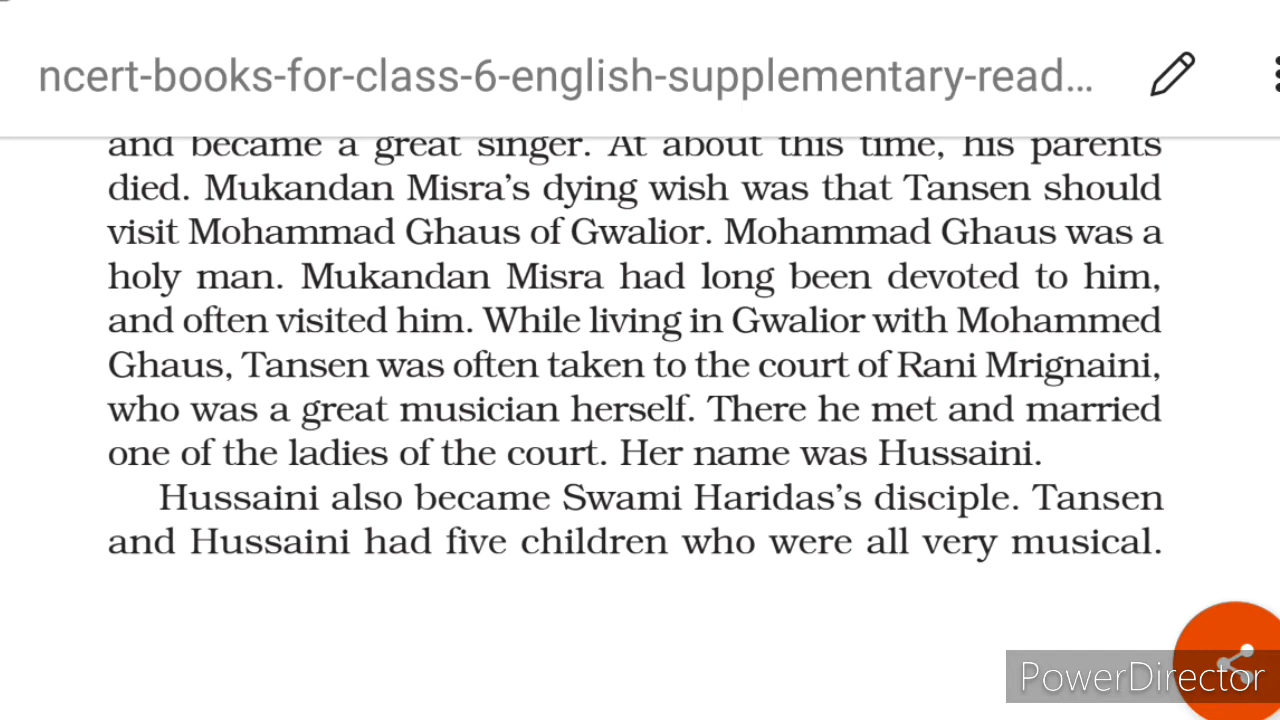 ncert-books-for-class-6-english-supplementary-read...
and became a great singer. At about this time, his parents
died. Mukandan Misra's dying wish was that Tansen should
visit Mohammad Ghaus of Gwalior. Mohammad Ghaus was a
holy man. Mukandan Misra had long been devoted to him,
and often visited him. While living in Gwalior with Mohammed
Ghaus, Tansen was often taken to the court of Rani Mrignaini,
who was a great musician herself. There he met and married
one of the ladies of the court. Her name was Hussaini.
Hussaini also became Swami Haridas's disciple. Tansen
and Hussaini had five children who were all very musical.
PowerDirector